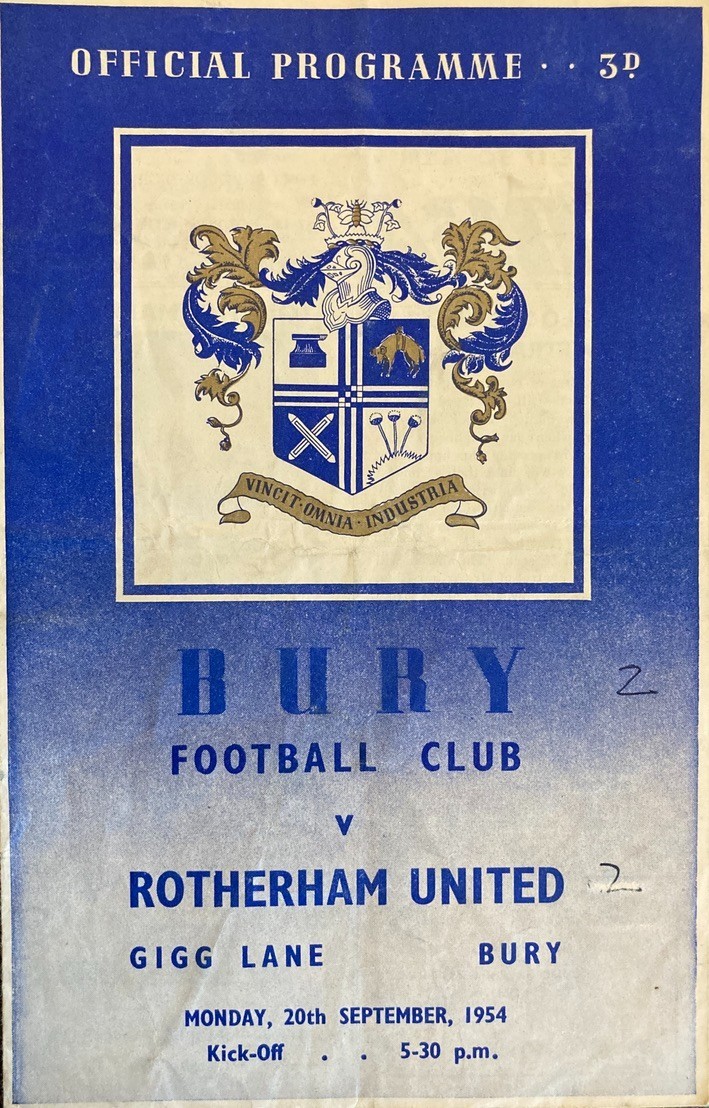 OFFICIAL PROGRAMME · · 3D
VINCIT · OMNIA · INDUSTRIA
BURY 2
FOOTBALL CLUB
v
ROTHERHAM UNITED 2
GIGG LANE BURY
MONDAY, 20th SEPTEMBER, 1954
Kick-Off . . 5-30 p.m.